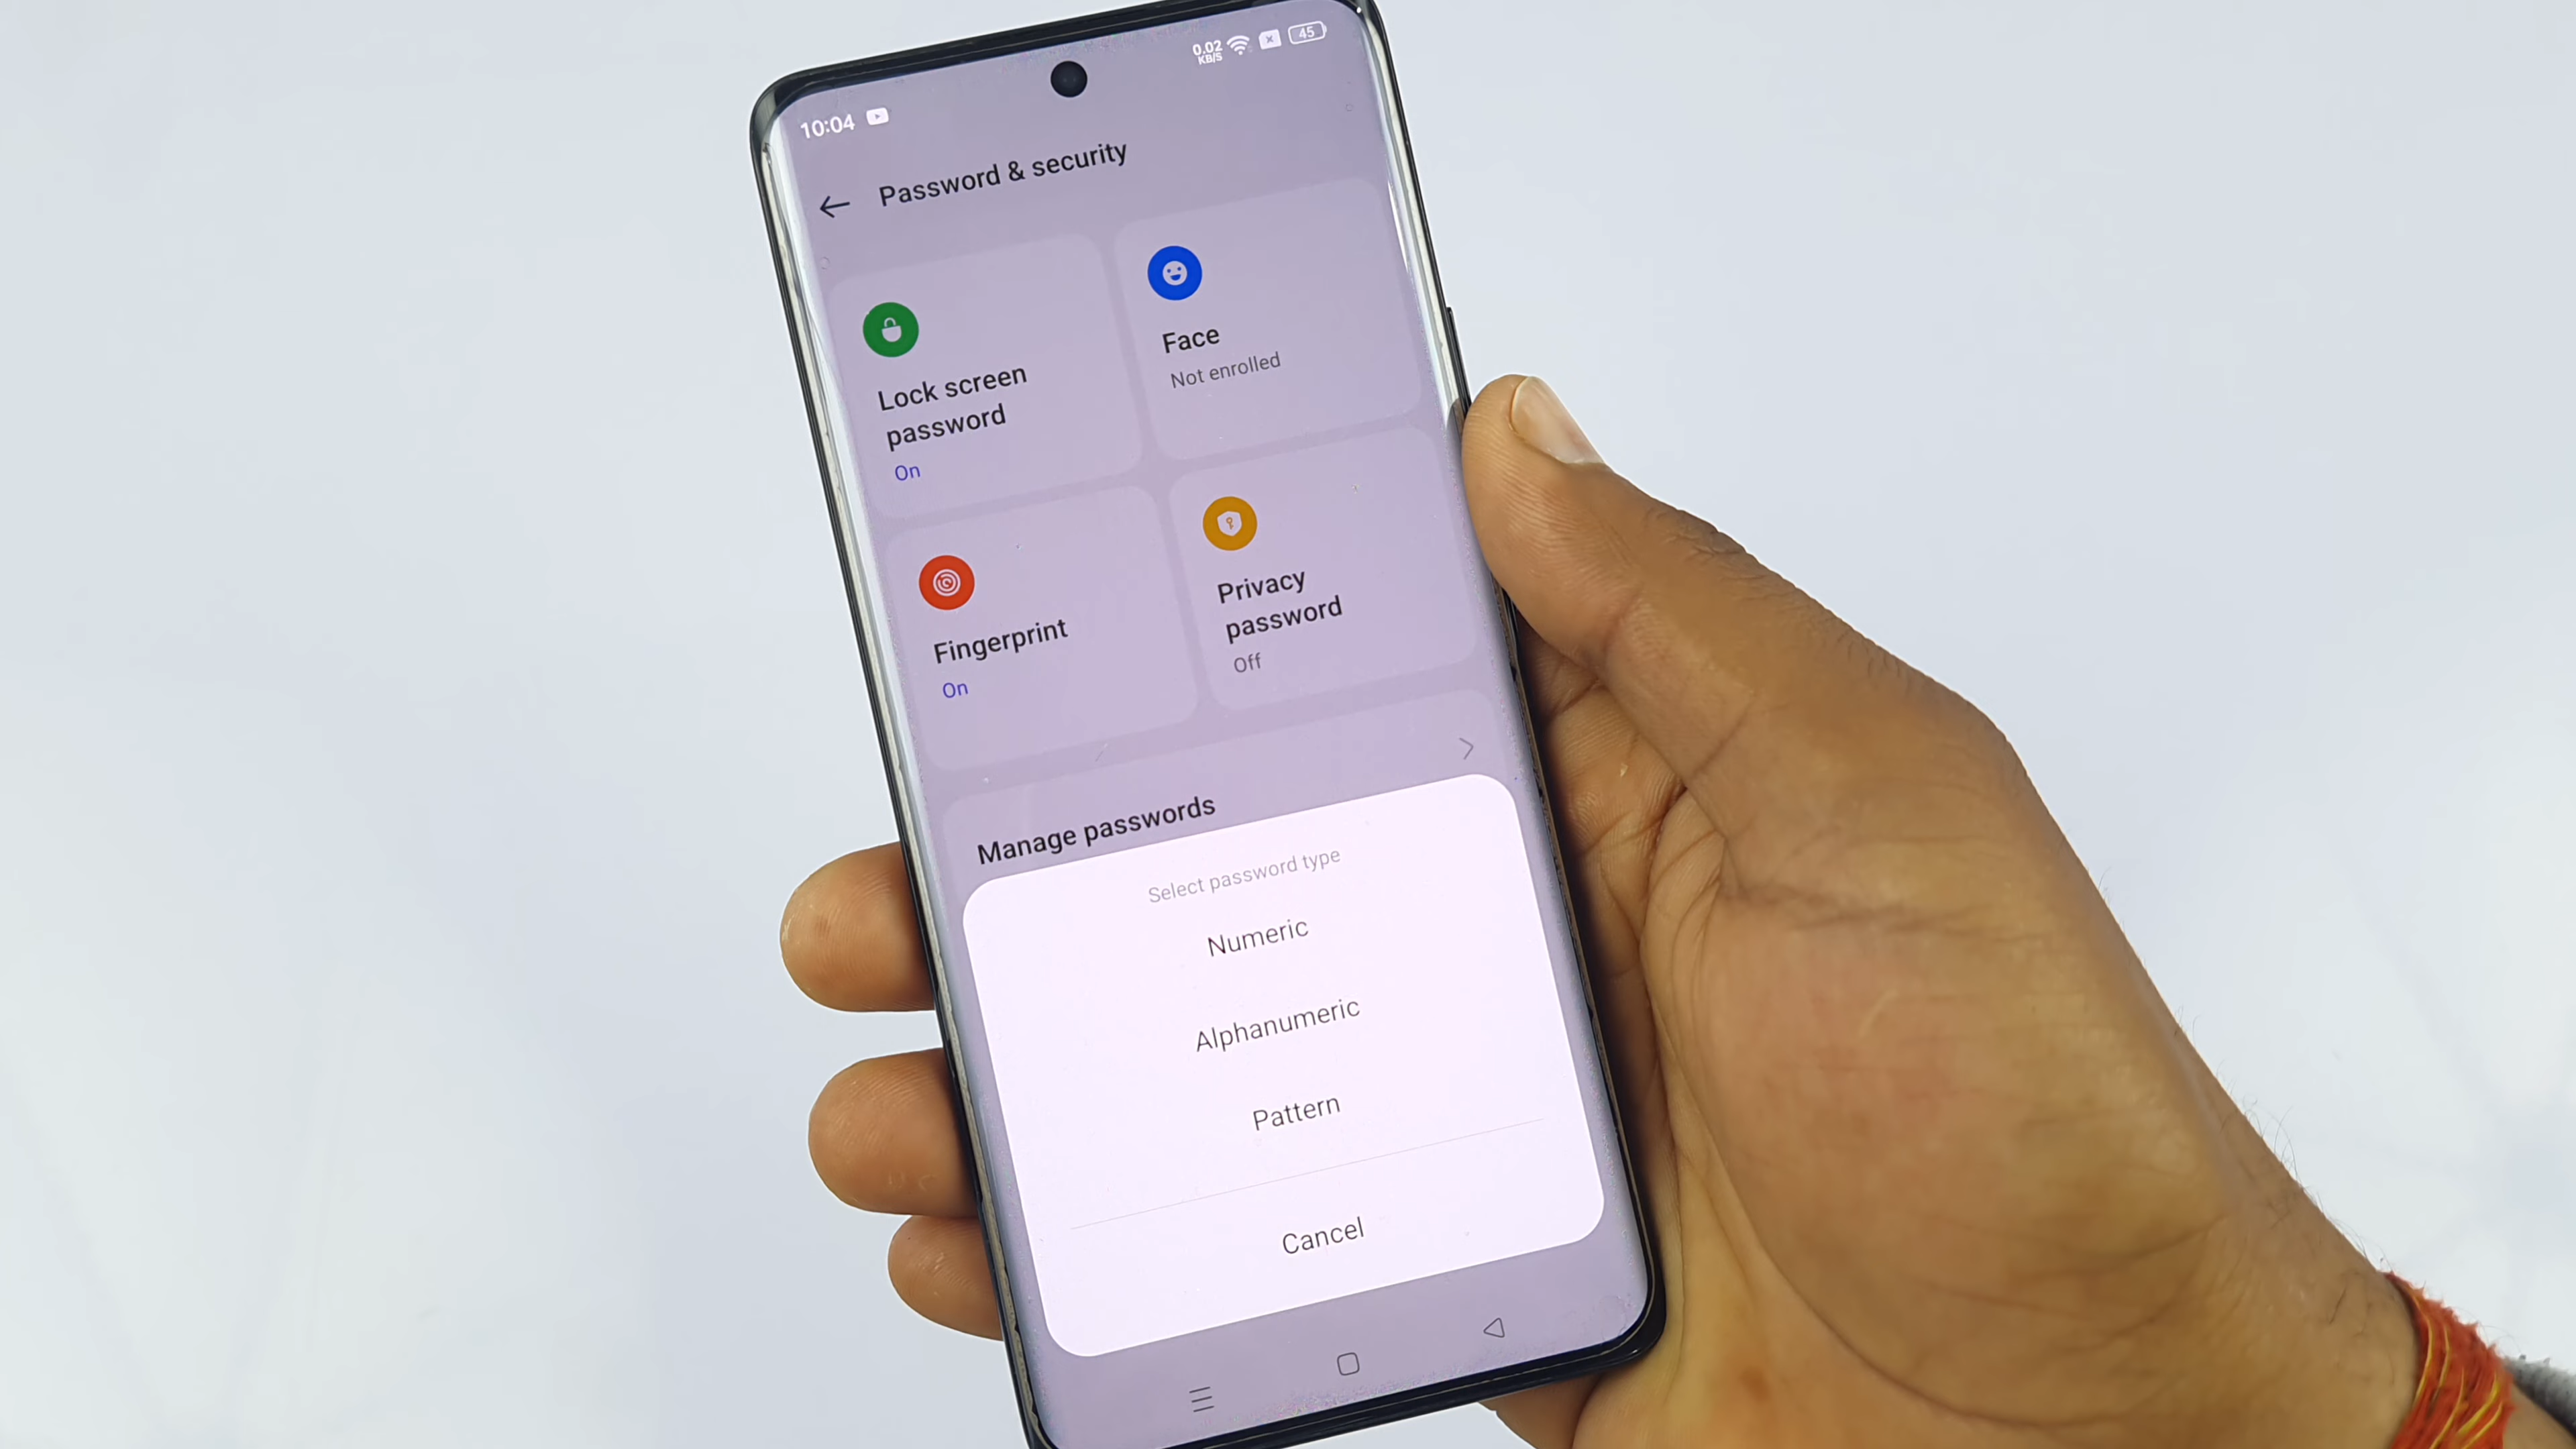 10:04
0.02
KB/S
45
Password & security
Lock screen
password
On
Face
Not enrolled
Fingerprint
On
Privacy
password
Off
Manage passwords
Select password type
Numeric
Alphanumeric
Pattern
Cancel